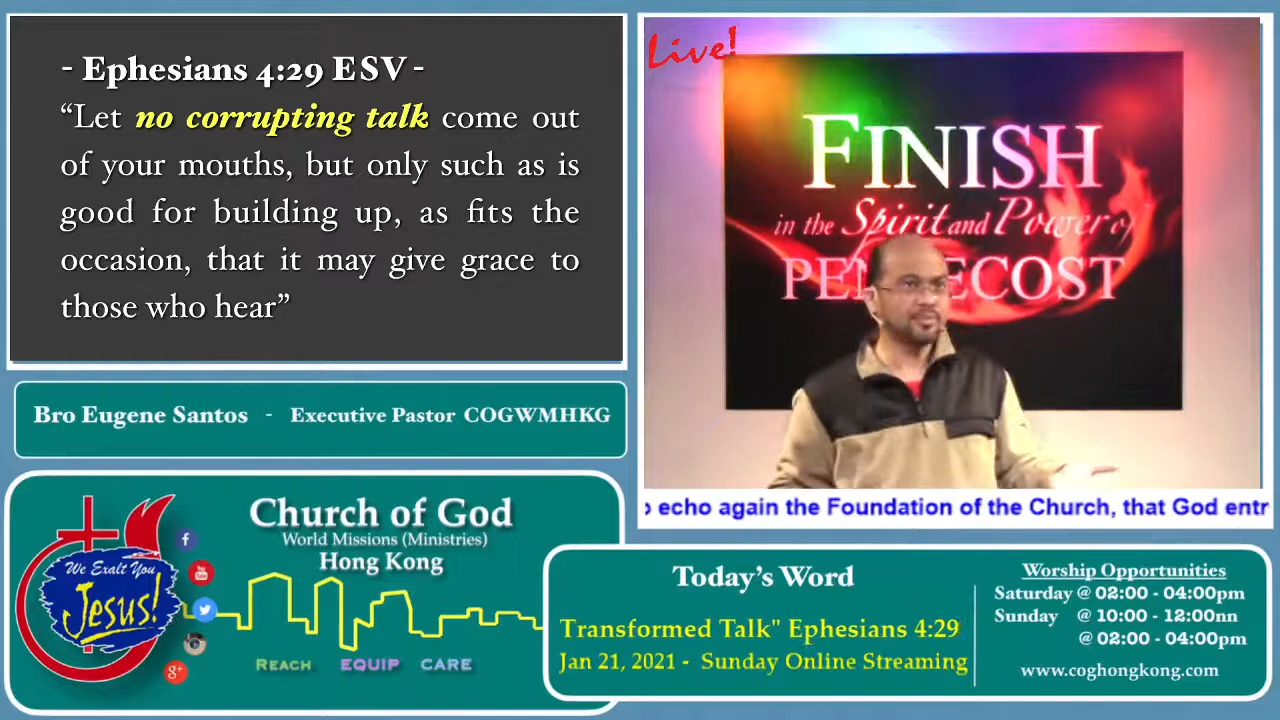 - Ephesians 4:29 ESV -
“Let no corrupting talk come out
of your mouths, but only such as is
good for building up, as fits the
occasion, that it may give grace to
those who hear”
Live!
FINISH
in the Spirit and Power of
PENTECOST
echo again the Foundation of the Church, that God entr
Bro Eugene Santos - Executive Pastor COGWMHKG
We Exalt You
Jesus!
Church of God
World Missions (Ministries)
Hong Kong
REACH EQUIP CARE
Today’s Word
Transformed Talk" Ephesians 4:29
Jan 21, 2021 - Sunday Online Streaming
Worship Opportunities
Saturday @ 02:00 - 04:00pm
Sunday @ 10:00 - 12:00nn
@ 02:00 - 04:00pm
www.coghongkong.com